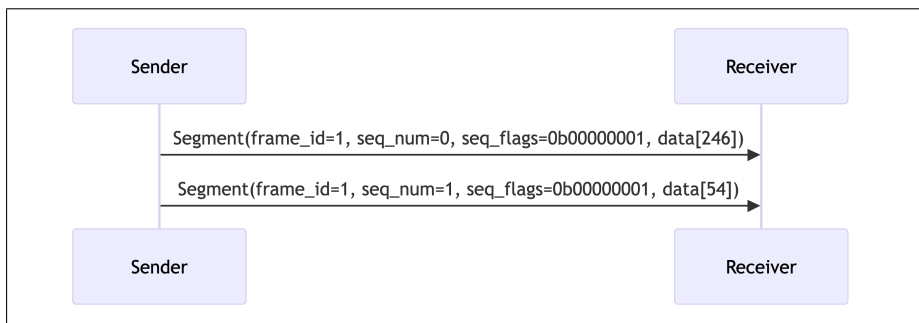 Sender Receiver
Segment(frame_id=1, seq_num=0, seq_flags=0b00000001, data[246])
Segment(frame_id=1, seq_num=1, seq_flags=0b00000001, data[54])
Sender Receiver